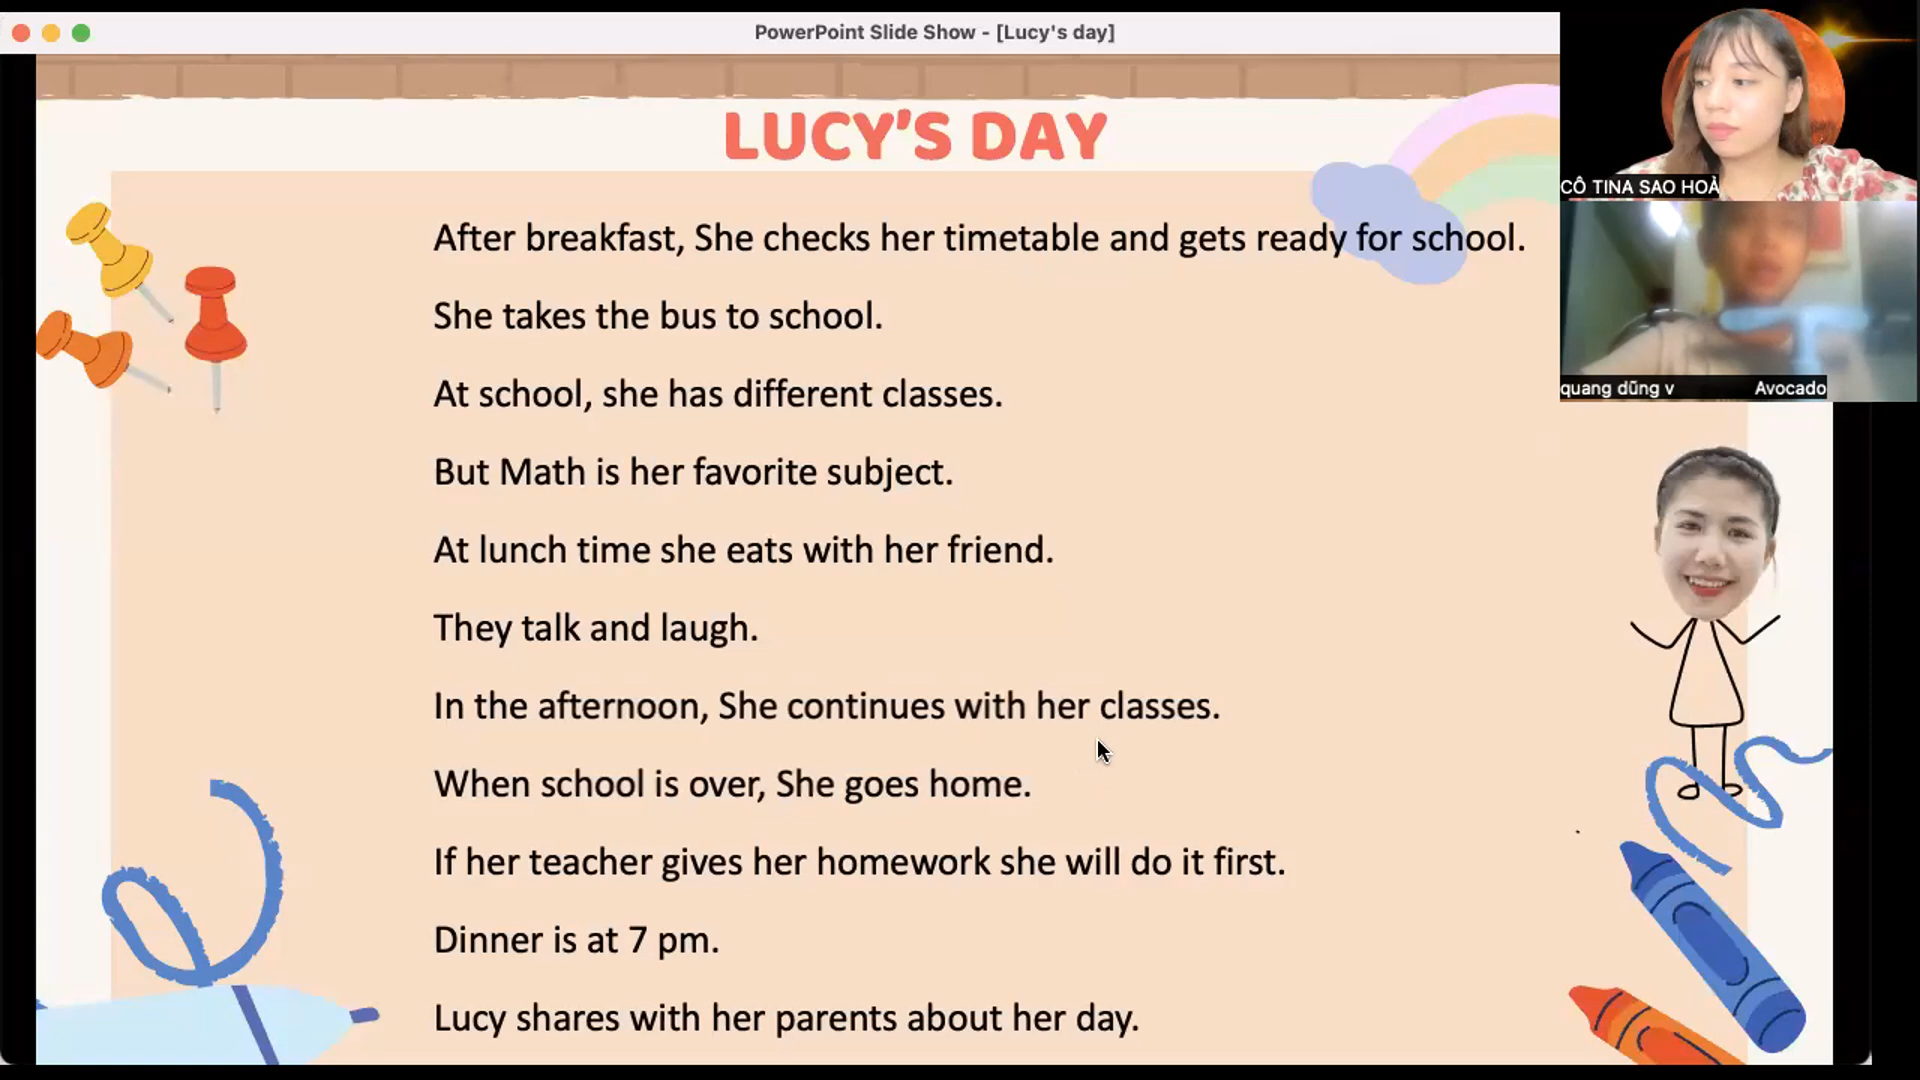 PowerPoint Slide Show - [Lucy's day]
LUCY'S DAY
After breakfast, She checks her timetable and gets ready for school.
She takes the bus to school.
At school, she has different classes.
But Math is her favorite subject.
At lunch time she eats with her friend.
They talk and laugh.
In the afternoon, She continues with her classes.
When school is over, She goes home.
If her teacher gives her homework she will do it first.
Dinner is at 7 pm.
Lucy shares with her parents about her day.
CÔ TINA SAO HOẢ
quang dũng v Avocado